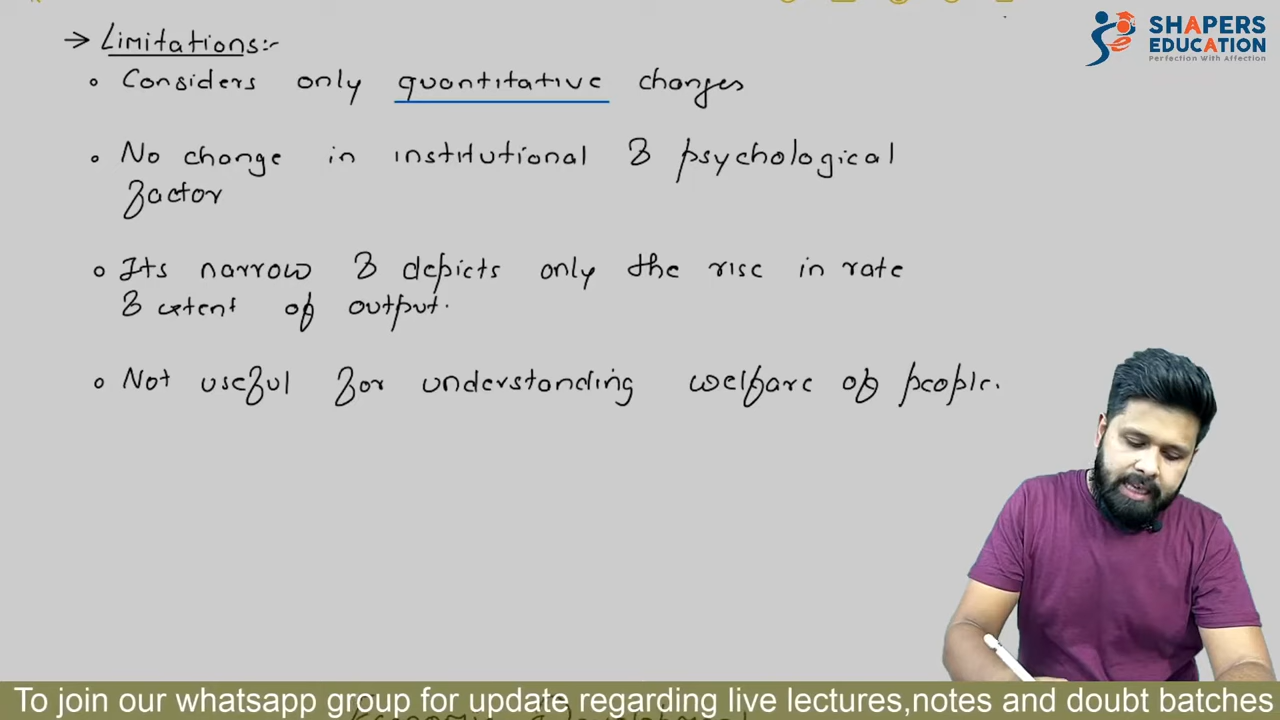 SHAPERS
EDUCATION
Perfection With Affection
→ Limitations:-
• Considers only quantitative changes
• No change in institutional & psychological
factor
• Its narrow & depicts only the rise in rate
& extent of output.
• Not useful for understanding welfare of people.
To join our whatsapp group for update regarding live lectures,notes and doubt batches